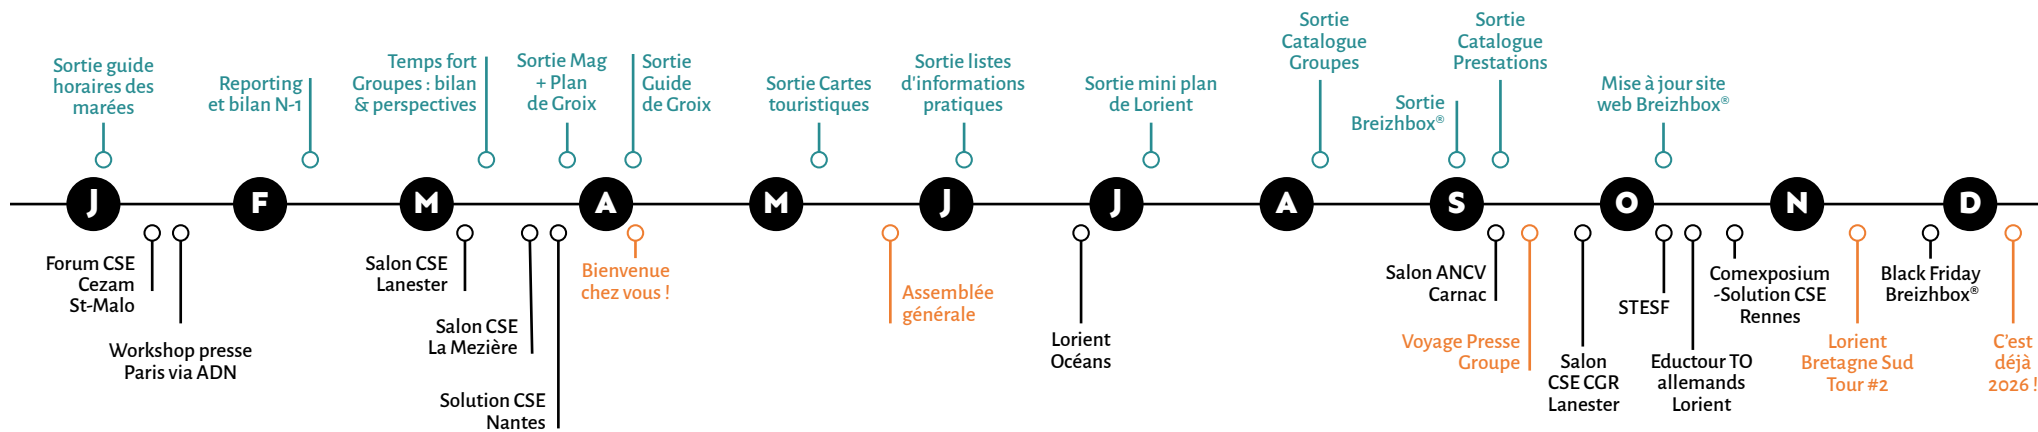 Sortie guide
horaires des
marées
Reporting
et bilan N-1
Temps fort
Groupes : bilan
& perspectives
Sortie Mag
+ Plan
de Groix
Sortie
Guide
de Groix
Sortie Cartes
touristiques
Sortie listes
d'informations
pratiques
Sortie mini plan
de Lorient
Sortie
Catalogue
Groupes
Sortie
Breizhbox®
Sortie
Catalogue
Prestations
Mise à jour site
web Breizhbox®
J
F
M
A
M
J
J
A
S
O
N
D
Forum CSE
Cezam
St-Malo
Workshop presse
Paris via ADN
Salon CSE
Lanester
Salon CSE
La Mezière
Solution CSE
Nantes
Bienvenue
chez vous !
Assemblée
générale
Lorient
Océans
Salon ANCV
Carnac
Voyage Presse
Groupe
Salon
CSE CGR
Lanester
STESF
Eductour TO
allemands
Lorient
Comexposium
-Solution CSE
Rennes
Lorient
Bretagne Sud
Tour #2
Black Friday
Breizhbox®
C'est
déjà
2026 !